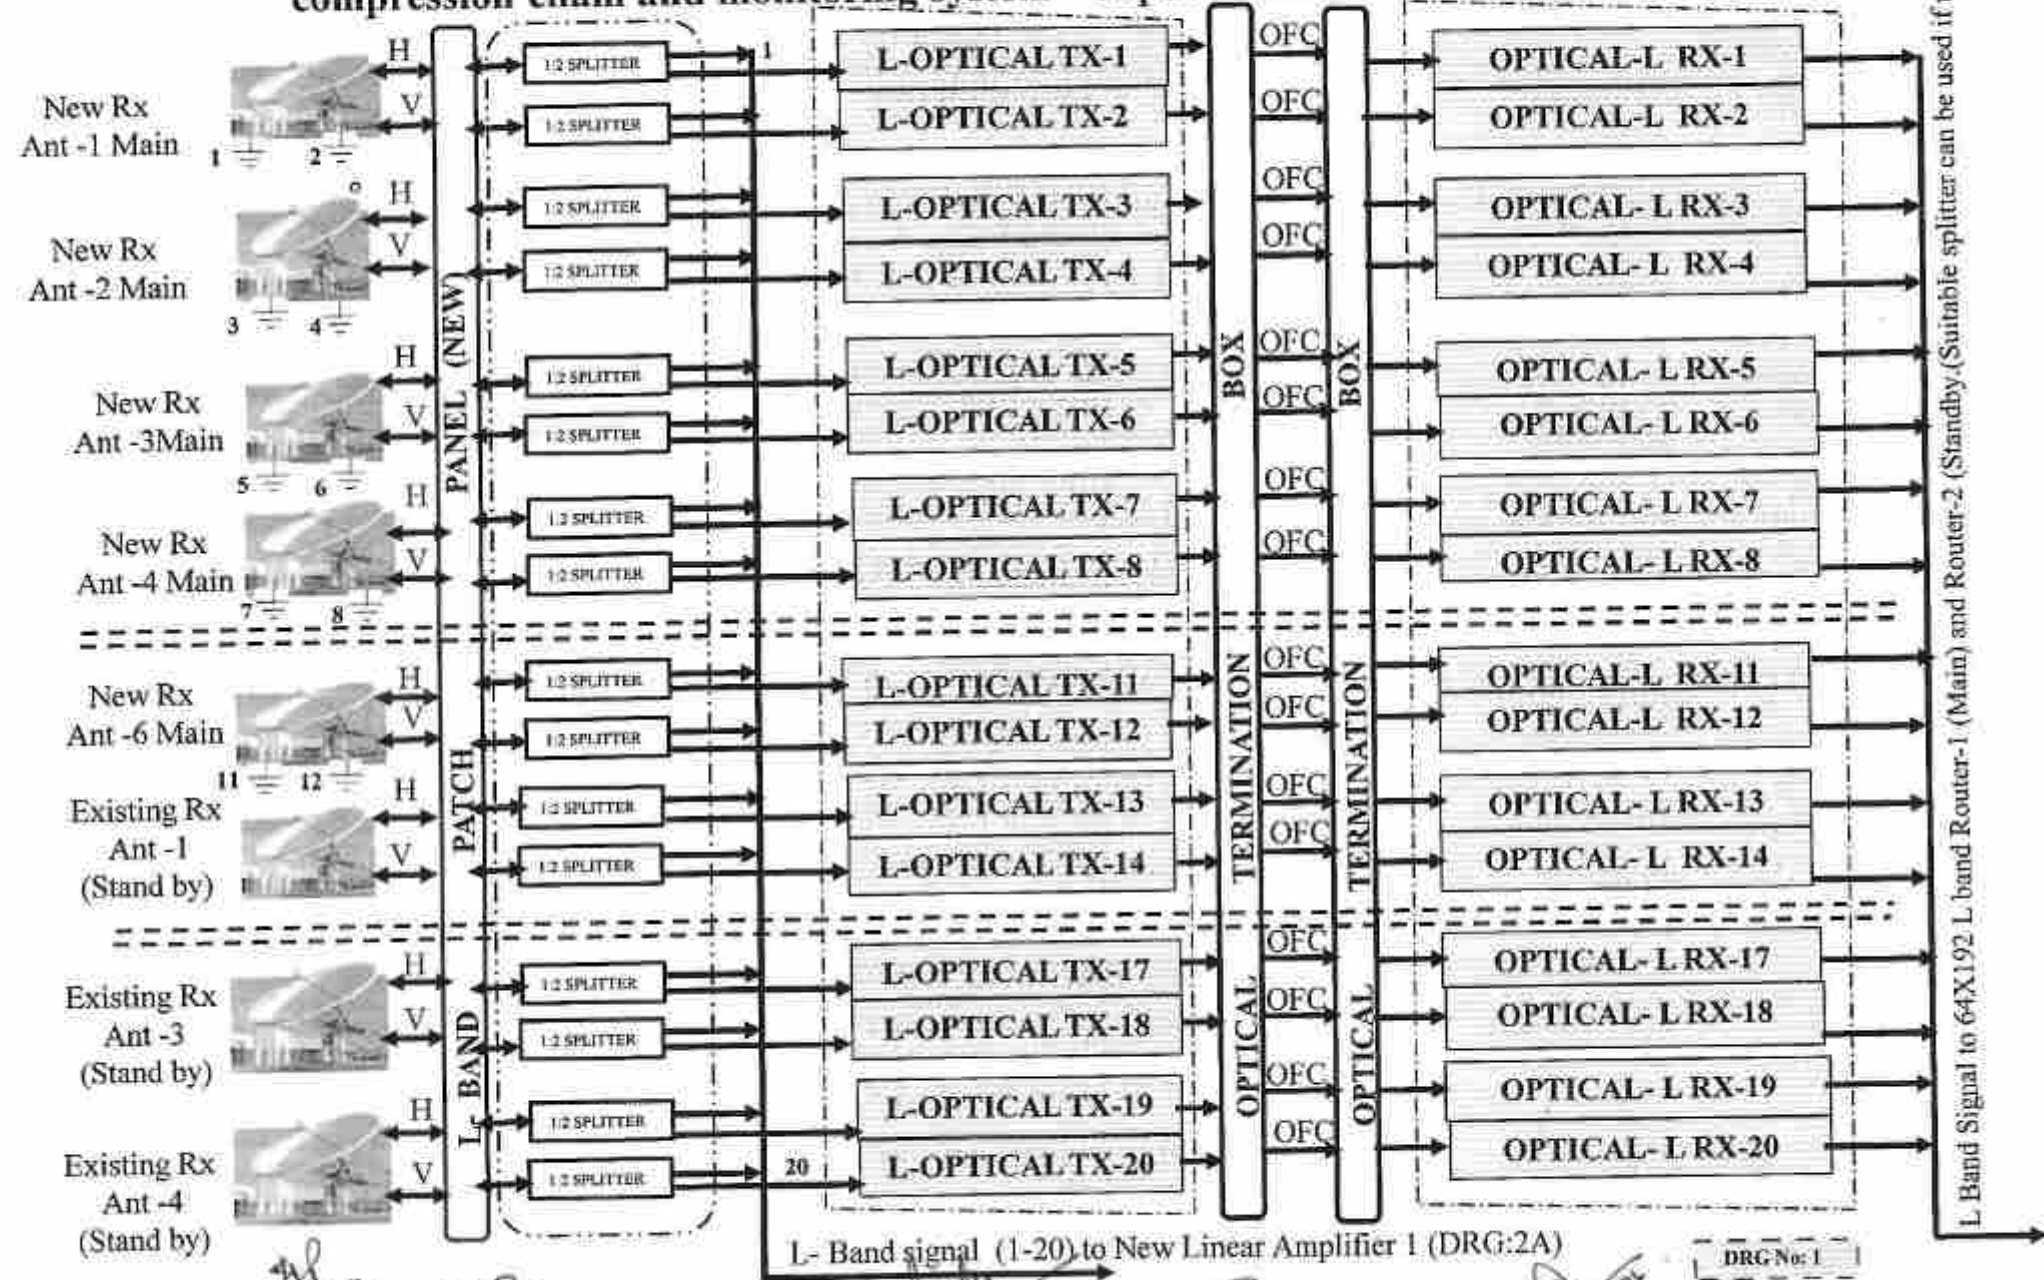 compression chain and monitoring system
New Rx
Ant -1 Main
H
V
1
2
1:2 SPLITTER
1:2 SPLITTER
1
L-OPTICAL TX-1
L-OPTICAL TX-2
OFC
OFC
OPTICAL-L RX-1
OPTICAL-L RX-2
New Rx
Ant -2 Main
H
V
3
4
1:2 SPLITTER
1:2 SPLITTER
L-OPTICAL TX-3
L-OPTICAL TX-4
OFC
OFC
OPTICAL- L RX-3
OPTICAL- L RX-4
New Rx
Ant -3Main
H
V
5
6
1:2 SPLITTER
1:2 SPLITTER
L-OPTICAL TX-5
L-OPTICAL TX-6
OFC
OFC
OPTICAL- L RX-5
OPTICAL- L RX-6
New Rx
Ant -4 Main
H
V
7
8
1:2 SPLITTER
1:2 SPLITTER
L-OPTICAL TX-7
L-OPTICAL TX-8
OFC
OFC
OPTICAL- L RX-7
OPTICAL- L RX-8
New Rx
Ant -6 Main
H
V
11
12
1:2 SPLITTER
1:2 SPLITTER
L-OPTICAL TX-11
L-OPTICAL TX-12
OFC
OFC
OPTICAL-L RX-11
OPTICAL-L RX-12
Existing Rx
Ant -1
(Stand by)
H
V
1:2 SPLITTER
1:2 SPLITTER
L-OPTICAL TX-13
L-OPTICAL TX-14
OFC
OFC
OPTICAL- L RX-13
OPTICAL- L RX-14
Existing Rx
Ant -3
(Stand by)
H
V
1:2 SPLITTER
1:2 SPLITTER
L-OPTICAL TX-17
L-OPTICAL TX-18
OFC
OFC
OPTICAL- L RX-17
OPTICAL- L RX-18
Existing Rx
Ant -4
(Stand by)
H
V
1:2 SPLITTER
1:2 SPLITTER
20
L-OPTICAL TX-19
L-OPTICAL TX-20
OFC
OFC
OPTICAL- L RX-19
OPTICAL- L RX-20
L- BAND PATCH PANEL (NEW)
OPTICAL TERMINATION BOX
OPTICAL TERMINATION BOX
L Band Signal to 64X192 L band Router-1 (Main) and Router-2 (Standby.(Suitable splitter can be used if
L- Band signal (1-20) to New Linear Amplifier 1 (DRG:2A)
DRG No: 1